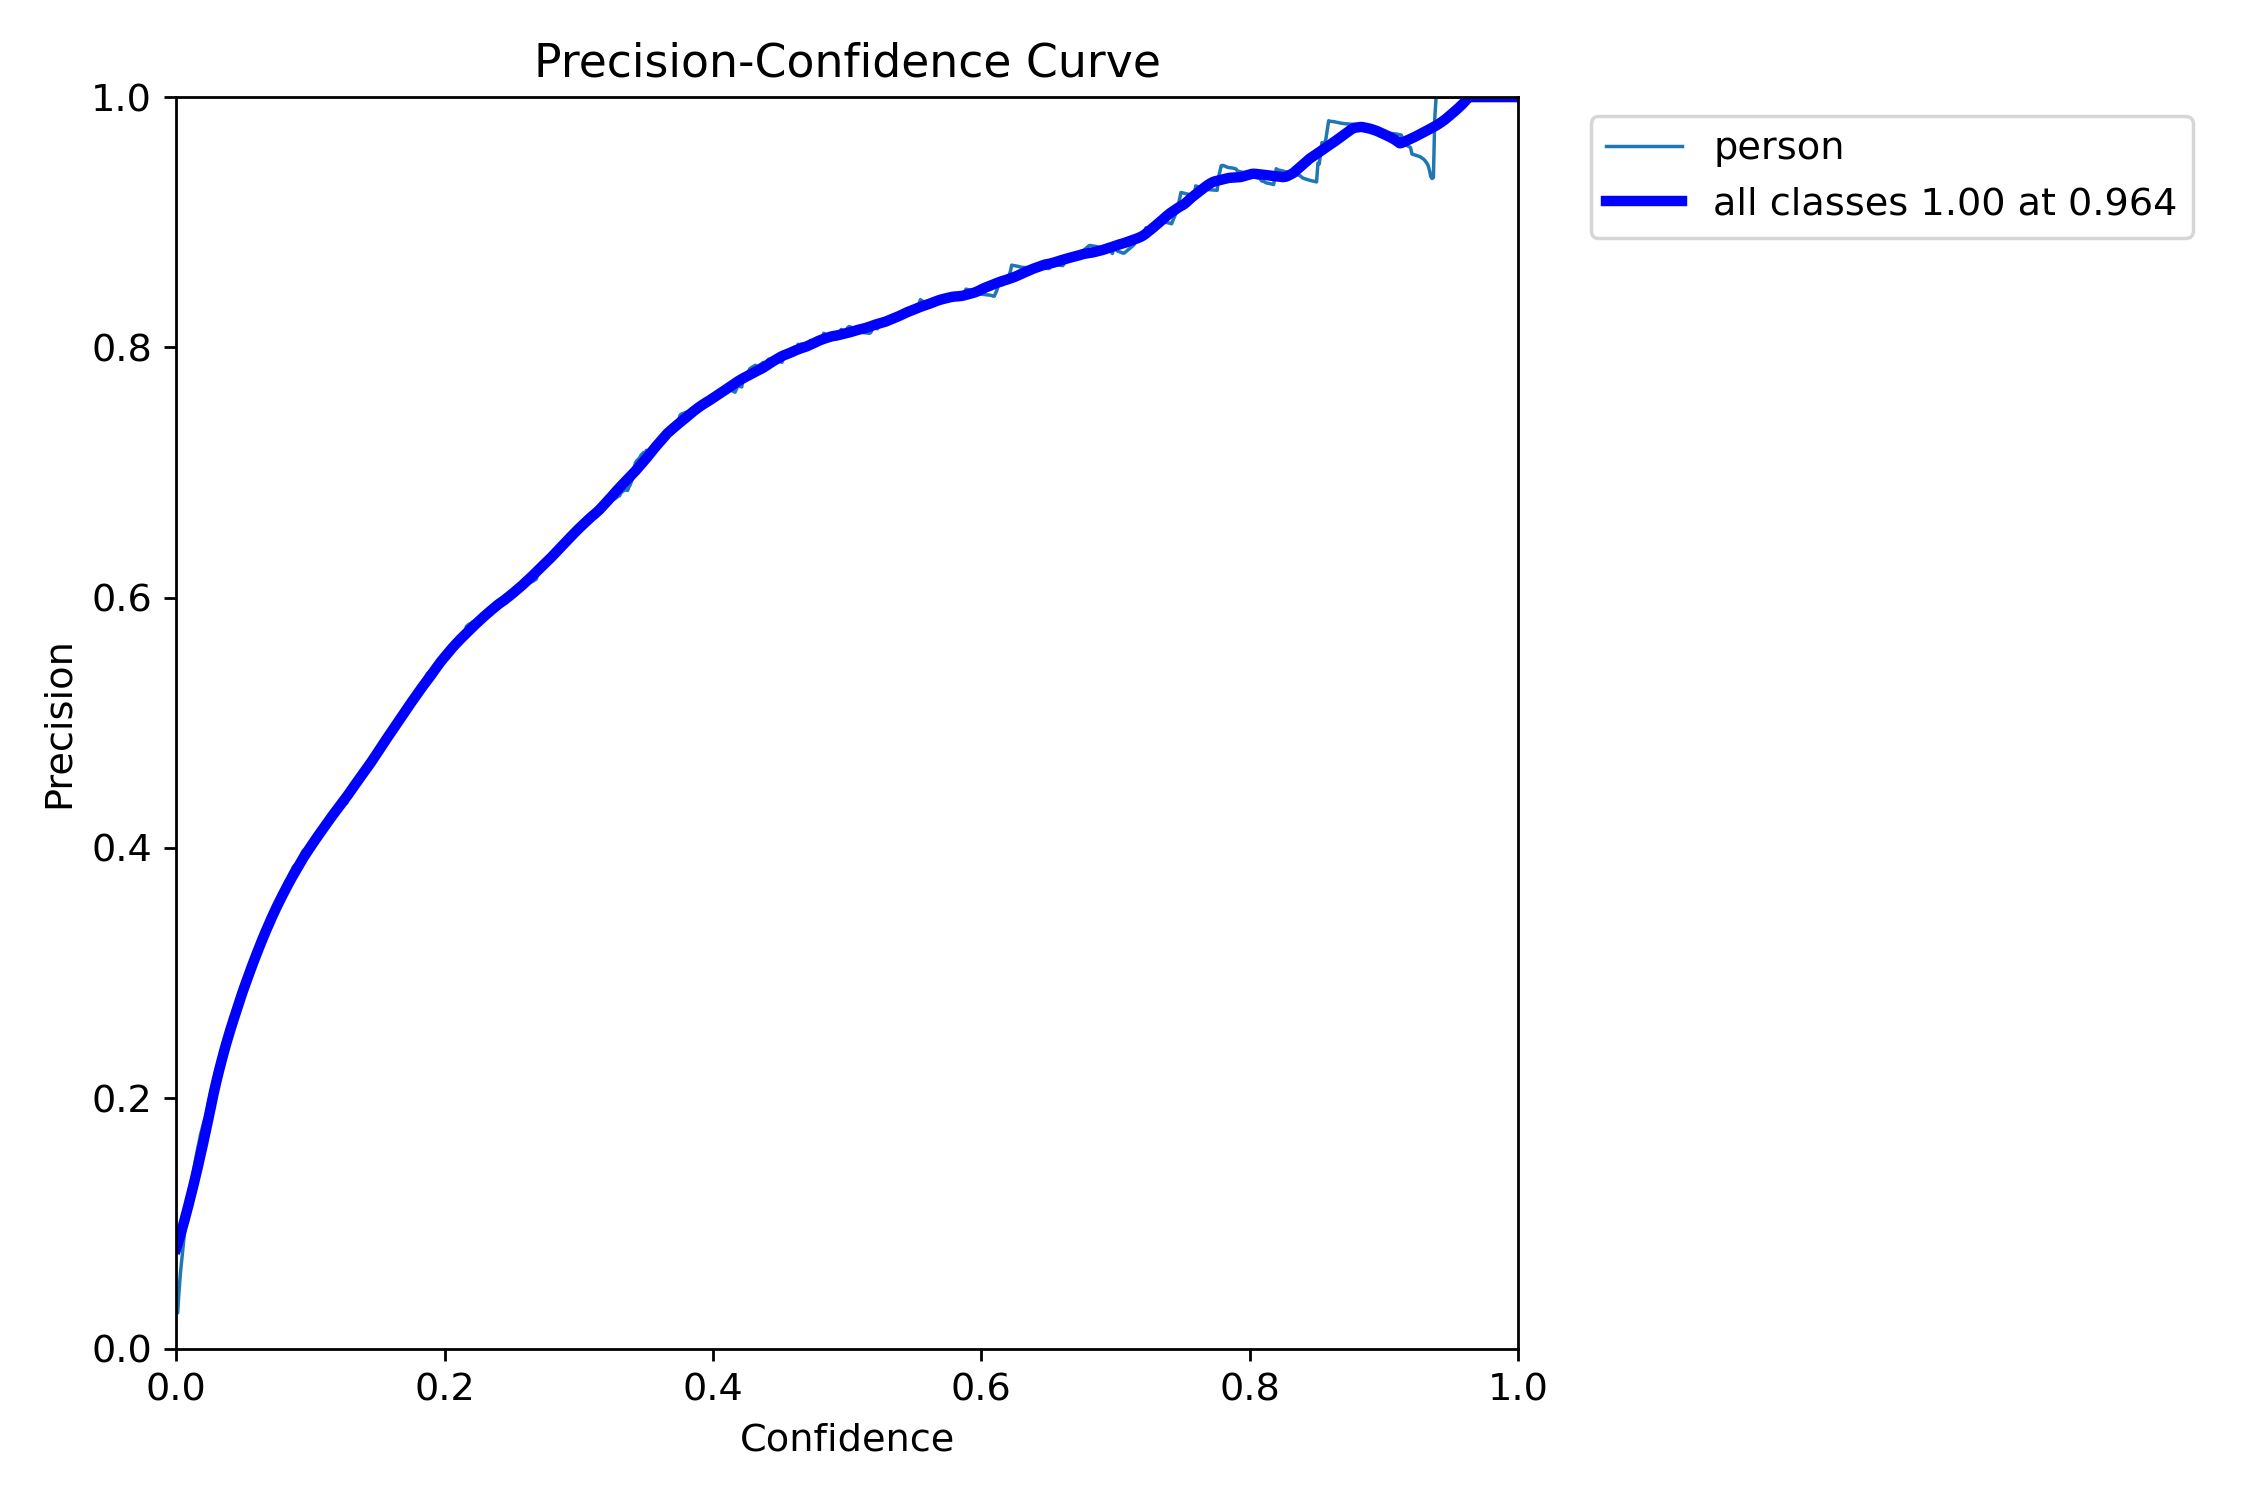 Precision-Confidence Curve
1.0
0.8
0.6
0.4
0.2
0.0
Precision
0.0 0.2 0.4 0.6 0.8 1.0
Confidence
person
all classes 1.00 at 0.964